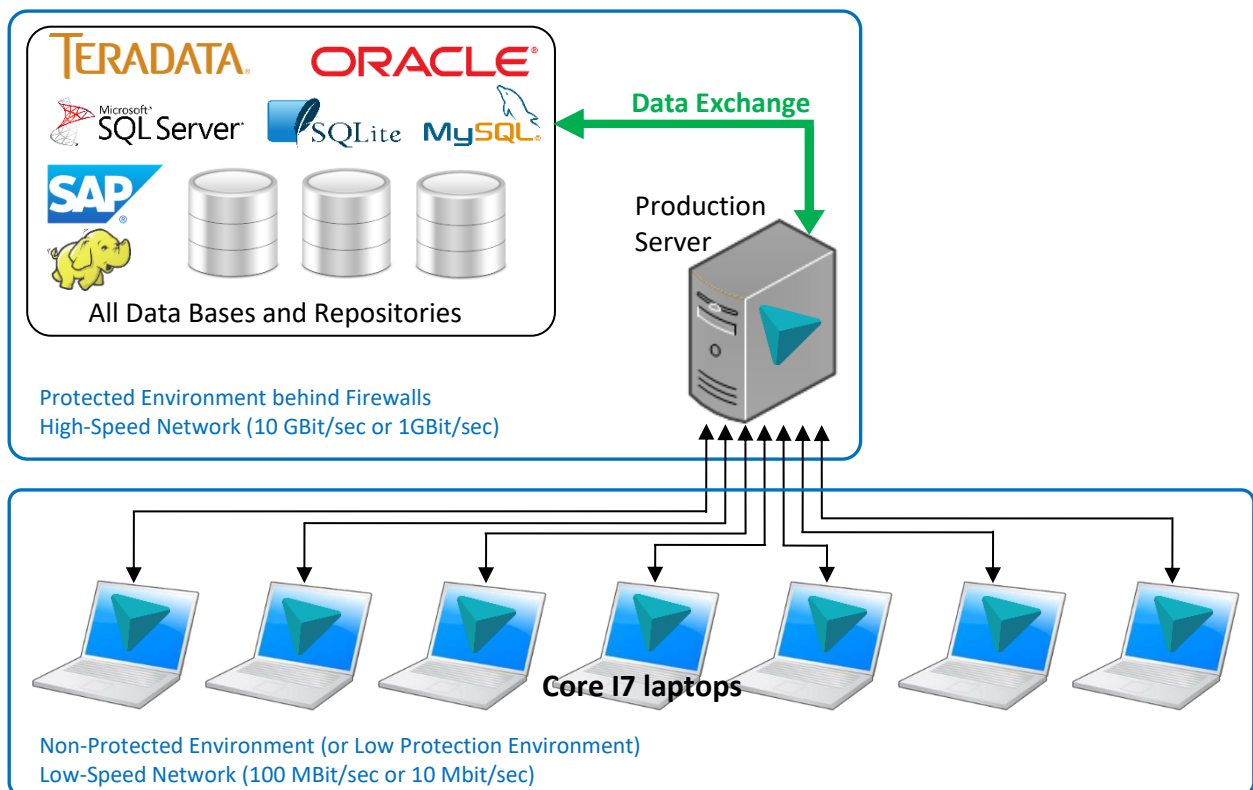 TERADATA.
ORACLE®
Data Exchange
Microsoft®
SQL Server®
SQLite
MySQL®
SAP®
Production
Server
All Data Bases and Repositories
Protected Environment behind Firewalls
High-Speed Network (10 GBit/sec or 1GBit/sec)
Core I7 laptops
Non-Protected Environment (or Low Protection Environment)
Low-Speed Network (100 MBit/sec or 10 Mbit/sec)